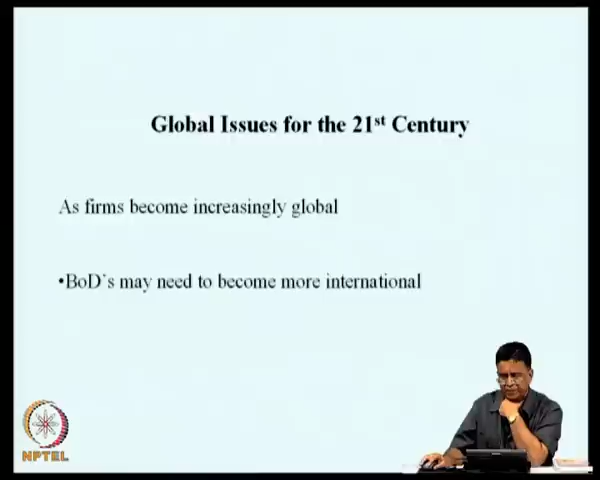 Global Issues for the 21st Century
As firms become increasingly global
•BoD`s may need to become more international
NPTEL